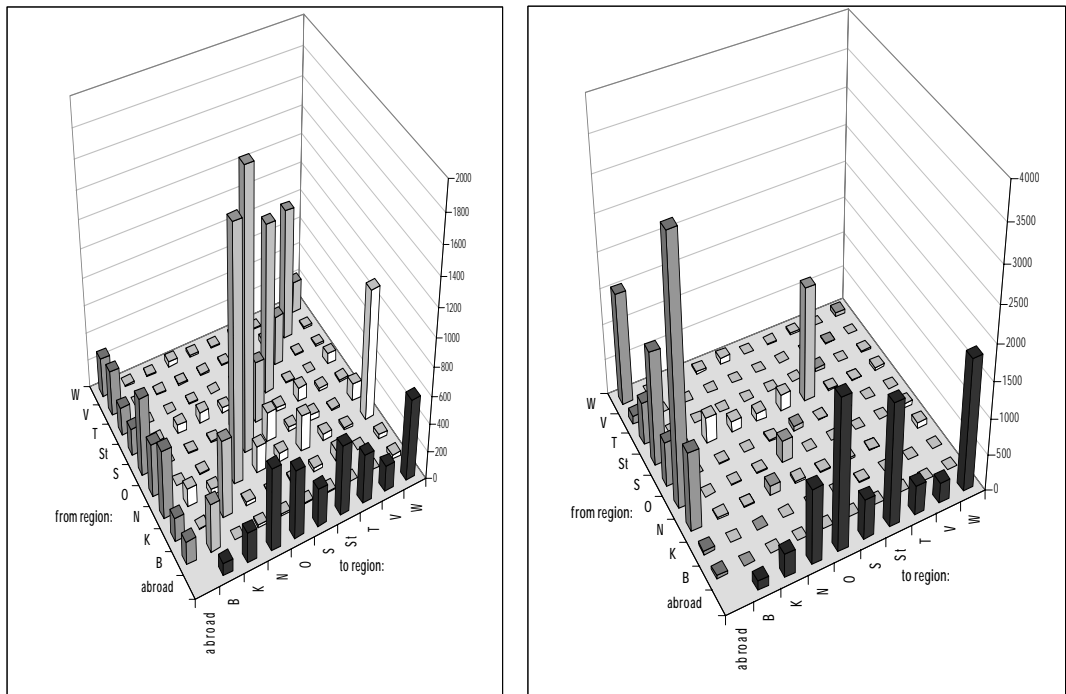 2000
1800
1600
1400
1200
1000
800
600
400
200
0
W
V
T
St
S
O
N
K
B
abroad
from region:
abroad
B
K
N
O
S
St
T
V
W
to region:
4000
3500
3000
2500
2000
1500
1000
500
0
W
V
T
St
S
O
N
K
B
abroad
from region:
abroad
B
K
N
O
S
St
T
V
W
to region: